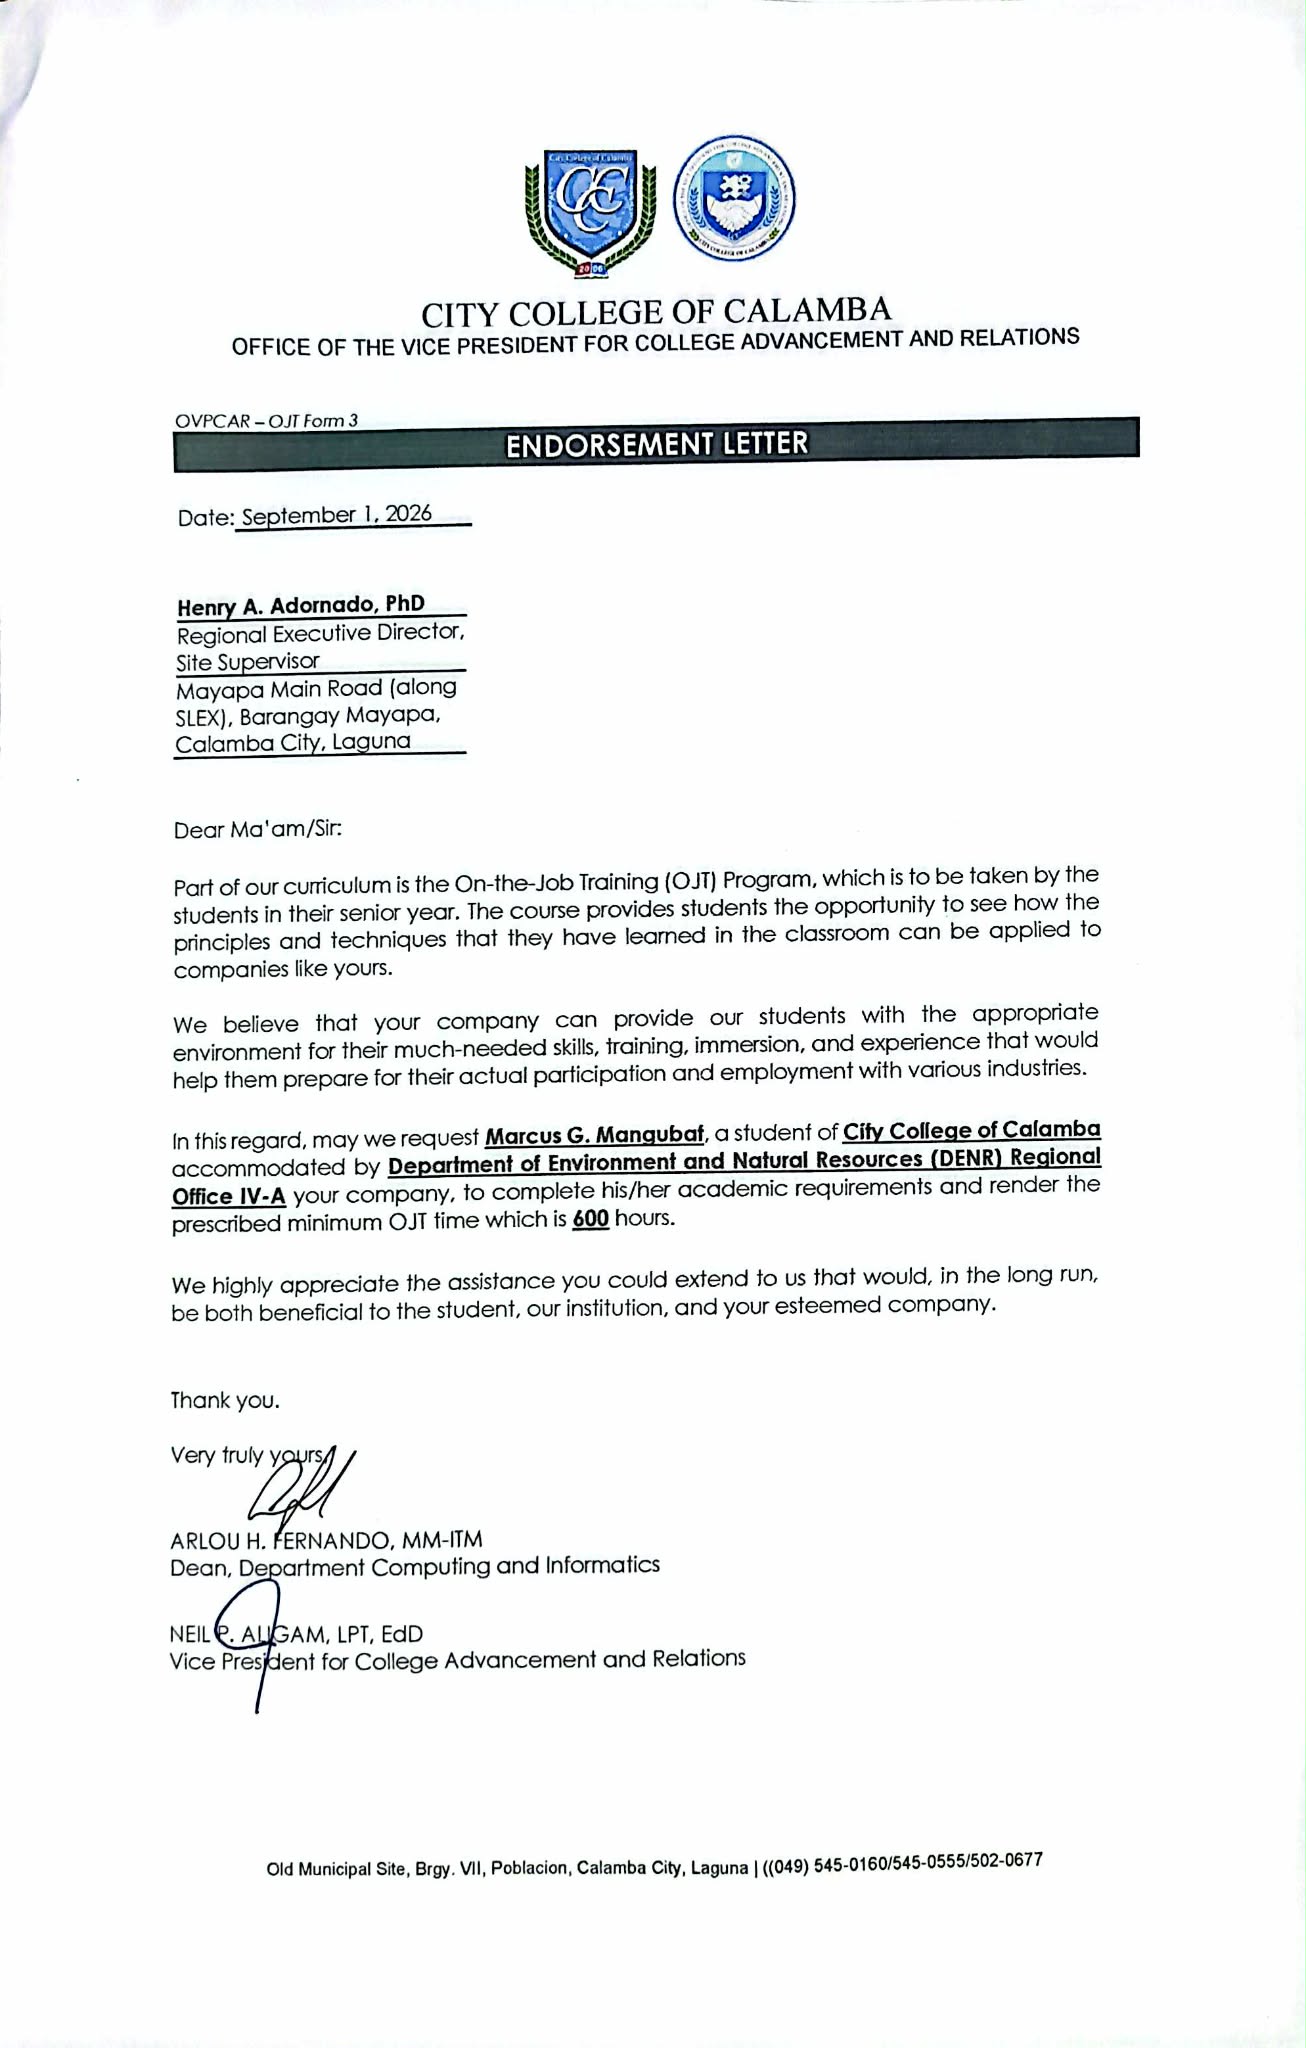 City College of Calamba
CCC
2006
CITY COLLEGE OF CALAMBA
CITY COLLEGE OF CALAMBA
OFFICE OF THE VICE PRESIDENT FOR COLLEGE ADVANCEMENT AND RELATIONS
OVPCAR – OJT Form 3
ENDORSEMENT LETTER
Date: September 1, 2026
Henry A. Adornado, PhD
Regional Executive Director,
Site Supervisor
Mayapa Main Road (along
SLEX), Barangay Mayapa,
Calamba City, Laguna
Dear Ma'am/Sir:
Part of our curriculum is the On-the-Job Training (OJT) Program, which is to be taken by the
students in their senior year. The course provides students the opportunity to see how the
principles and techniques that they have learned in the classroom can be applied to
companies like yours.
We believe that your company can provide our students with the appropriate
environment for their much-needed skills, training, immersion, and experience that would
help them prepare for their actual participation and employment with various industries.
In this regard, may we request Marcus G. Mangubat, a student of City College of Calamba
accommodated by Department of Environment and Natural Resources (DENR) Regional
Office IV-A your company, to complete his/her academic requirements and render the
prescribed minimum OJT time which is 600 hours.
We highly appreciate the assistance you could extend to us that would, in the long run,
be both beneficial to the student, our institution, and your esteemed company.
Thank you.
Very truly yours,
ARLOU H. FERNANDO, MM-ITM
Dean, Department Computing and Informatics
NEIL P. ALIGAM, LPT, EdD
Vice President for College Advancement and Relations
Old Municipal Site, Brgy. VII, Poblacion, Calamba City, Laguna | ((049) 545-0160/545-0555/502-0677